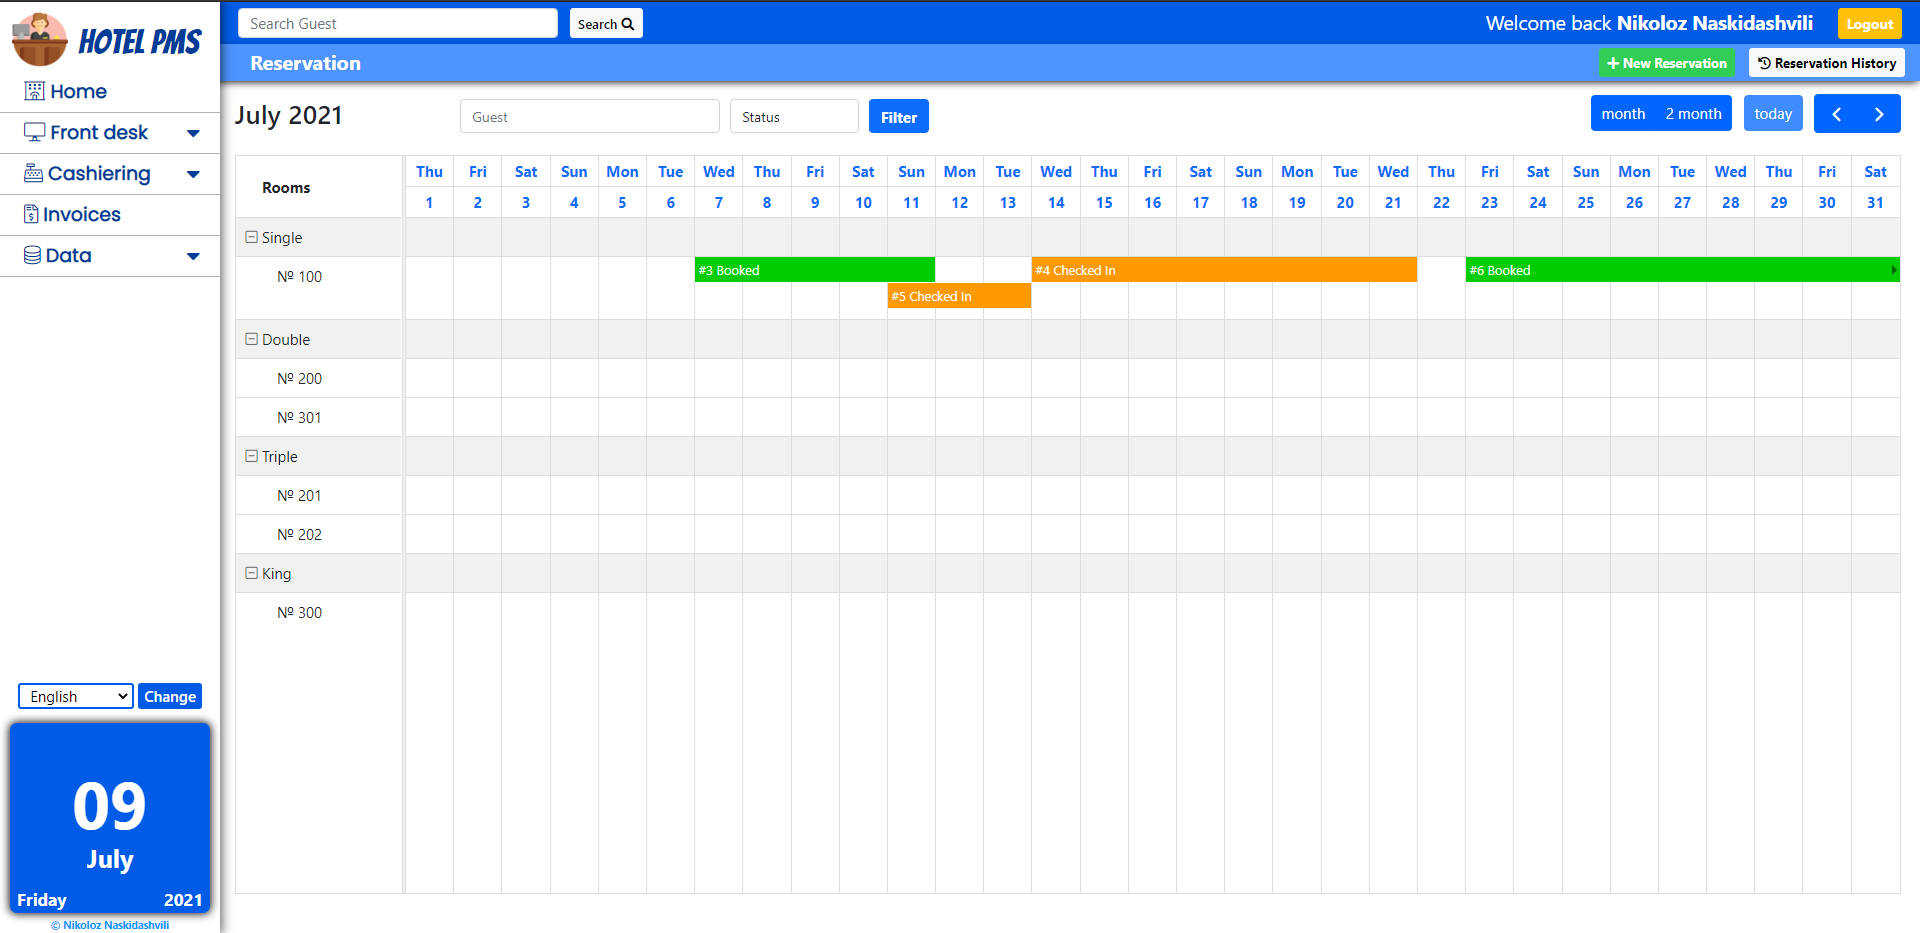 HOTEL PMS
Home
Front desk
Cashiering
Invoices
Data
English
Change
09
July
Friday 2021
© Nikoloz Naskidashvili
Search Guest
Search
Welcome back Nikoloz Naskidashvili
Logout
Reservation
New Reservation
Reservation History
July 2021
Guest
Status
Filter
month 2 month
today
Rooms
Thu Fri Sat Sun Mon Tue Wed Thu Fri Sat Sun Mon Tue Wed Thu Fri Sat Sun Mon Tue Wed Thu Fri Sat Sun Mon Tue Wed Thu Fri Sat
1 2 3 4 5 6 7 8 9 10 11 12 13 14 15 16 17 18 19 20 21 22 23 24 25 26 27 28 29 30 31
Single
№ 100
#3 Booked
#4 Checked In
#6 Booked
#5 Checked In
Double
№ 200
№ 301
Triple
№ 201
№ 202
King
№ 300